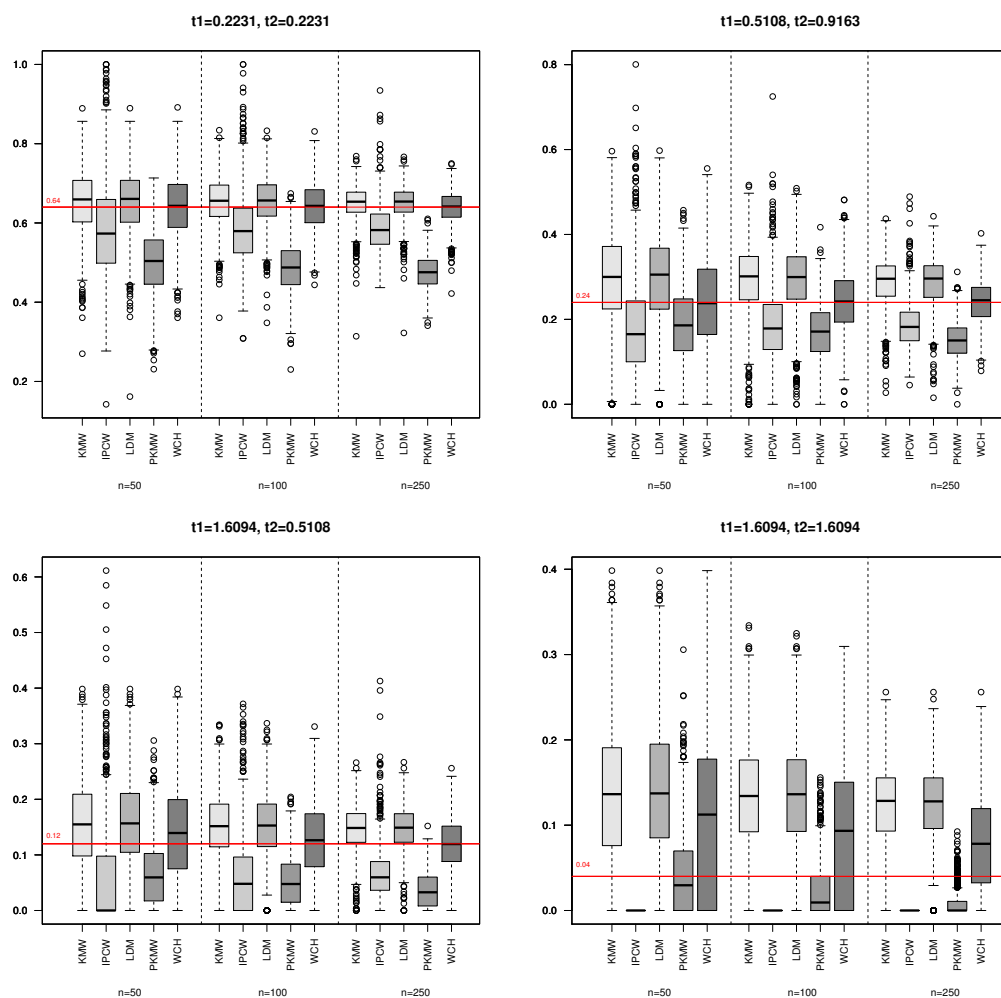 t1=0.2231, t2=0.2231
1.0
0.8
0.6
0.4
0.2
0.64
KMW
IPCW
LDM
PKMW
WCH
KMW
IPCW
LDM
PKMW
WCH
KMW
IPCW
LDM
PKMW
WCH
n=50
n=100
n=250
t1=0.5108, t2=0.9163
0.8
0.6
0.4
0.2
0.0
0.24
KMW
IPCW
LDM
PKMW
WCH
KMW
IPCW
LDM
PKMW
WCH
KMW
IPCW
LDM
PKMW
WCH
n=50
n=100
n=250
t1=1.6094, t2=0.5108
0.6
0.5
0.4
0.3
0.2
0.1
0.0
0.12
KMW
IPCW
LDM
PKMW
WCH
KMW
IPCW
LDM
PKMW
WCH
KMW
IPCW
LDM
PKMW
WCH
n=50
n=100
n=250
t1=1.6094, t2=1.6094
0.4
0.3
0.2
0.1
0.0
0.04
KMW
IPCW
LDM
PKMW
WCH
KMW
IPCW
LDM
PKMW
WCH
KMW
IPCW
LDM
PKMW
WCH
n=50
n=100
n=250